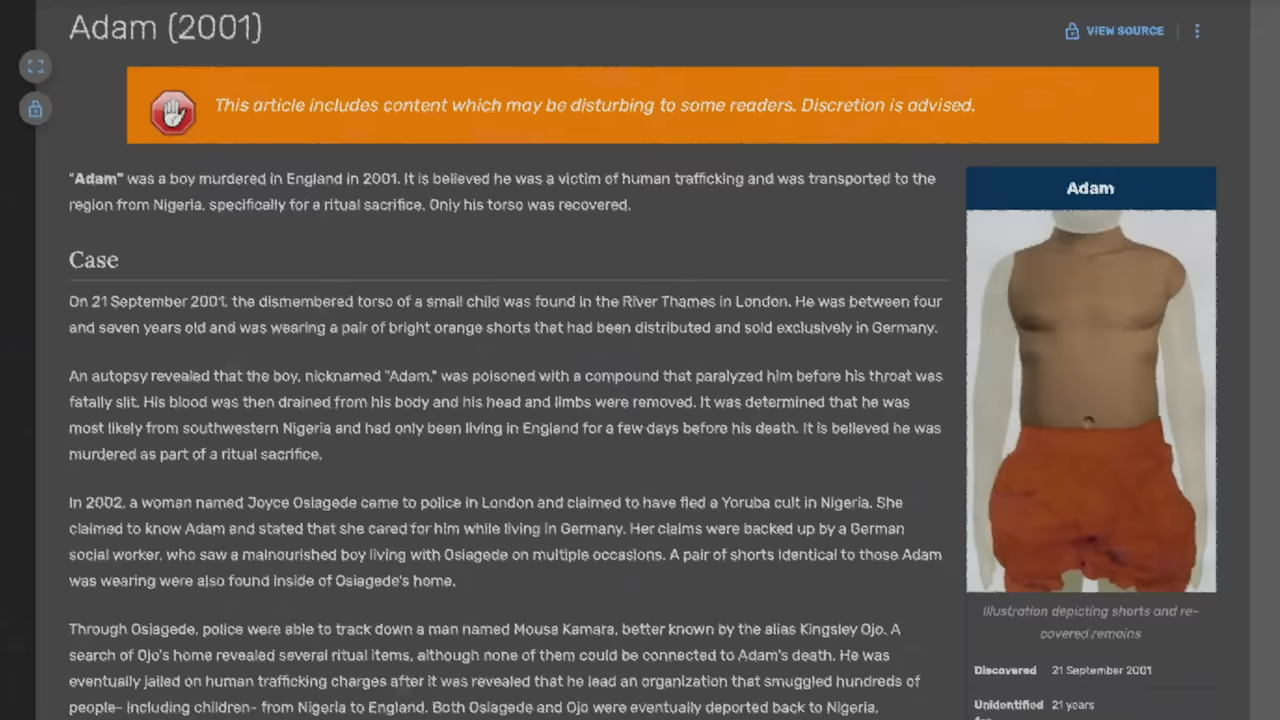 Adam (2001)
VIEW SOURCE
This article includes content which may be disturbing to some readers. Discretion is advised.
"Adam" was a boy murdered in England in 2001. It is believed he was a victim of human trafficking and was transported to the
region from Nigeria, specifically for a ritual sacrifice. Only his torso was recovered.
Case
On 21 September 2001, the dismembered torso of a small child was found in the River Thames in London. He was between four
and seven years old and was wearing a pair of bright orange shorts that had been distributed and sold exclusively in Germany.
An autopsy revealed that the boy, nicknamed "Adam," was poisoned with a compound that paralyzed him before his throat was
fatally slit. His blood was then drained from his body and his head and limbs were removed. It was determined that he was
most likely from southwestern Nigeria and had only been living in England for a few days before his death. It is believed he was
murdered as part of a ritual sacrifice.
In 2002, a woman named Joyce Osiagede came to police in London and claimed to have fled a Yoruba cult in Nigeria. She
claimed to know Adam and stated that she cared for him while living in Germany. Her claims were backed up by a German
social worker, who saw a malnourished boy living with Osiagede on multiple occasions. A pair of shorts identical to those Adam
was wearing were also found inside of Osiagede's home.
Through Osiagede, police were able to track down a man named Mousa Kamara, better known by the alias Kingsley Ojo. A
search of Ojo's home revealed several ritual items, although none of them could be connected to Adam's death. He was
eventually jailed on human trafficking charges after it was revealed that he lead an organization that smuggled hundreds of
people- including children- from Nigeria to England. Both Osiagede and Ojo were eventually deported back to Nigeria,
Adam
Illustration depicting shorts and re-
covered remains
Discovered 21 September 2001
Unidentified 21 years
for